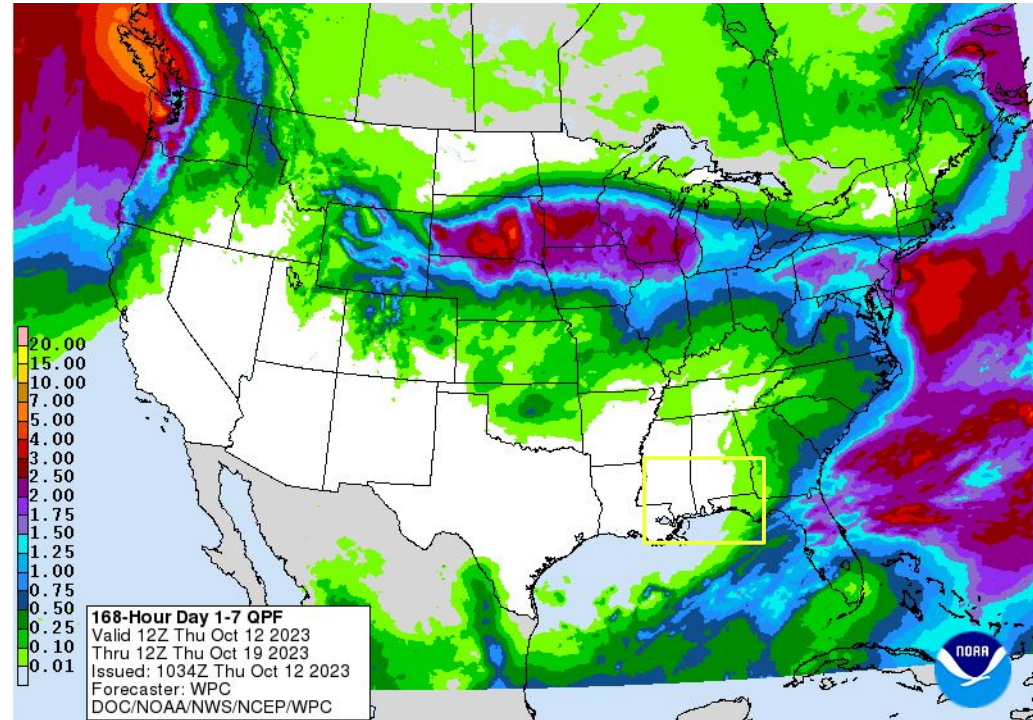 20.00
15.00
10.00
7.00
5.00
4.00
3.00
2.50
2.00
1.75
1.50
1.25
1.00
0.75
0.50
0.25
0.10
0.01
168-Hour Day 1-7 QPF
Valid 12Z Thu Oct 12 2023
Thru 12Z Thu Oct 19 2023
Issued: 1034Z Thu Oct 12 2023
Forecaster: WPC
DOC/NOAA/NWS/NCEP/WPC
NOAA